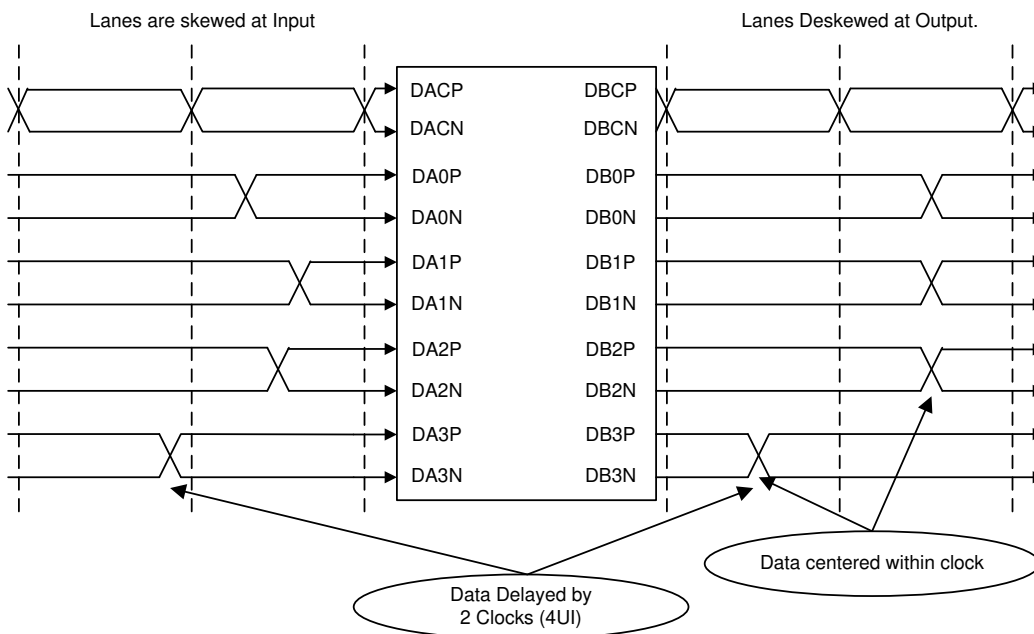 Lanes are skewed at Input
Lanes Deskewed at Output.
DACP DBCP
DACN DBCN
DA0P DB0P
DA0N DB0N
DA1P DB1P
DA1N DB1N
DA2P DB2P
DA2N DB2N
DA3P DB3P
DA3N DB3N
Data centered within clock
Data Delayed by
2 Clocks (4UI)